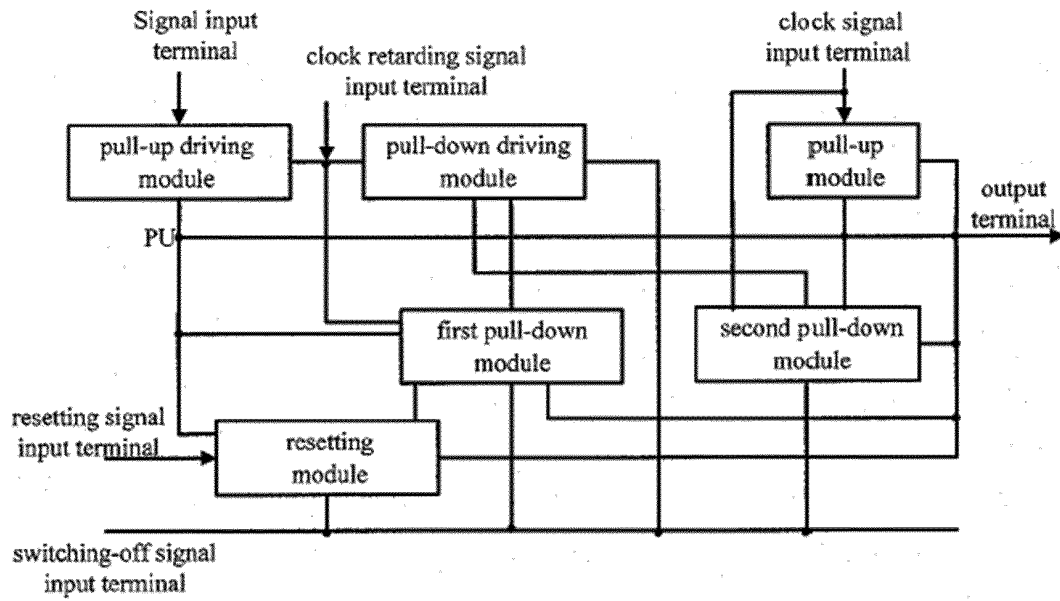 Signal input
terminal
clock retarding signal
input terminal
clock signal
input terminal
pull-up driving
module
pull-down driving
module
pull-up
module
output
terminal
PU
first pull-down
module
second pull-down
module
resetting signal
input terminal
resetting
module
switching-off signal
input terminal